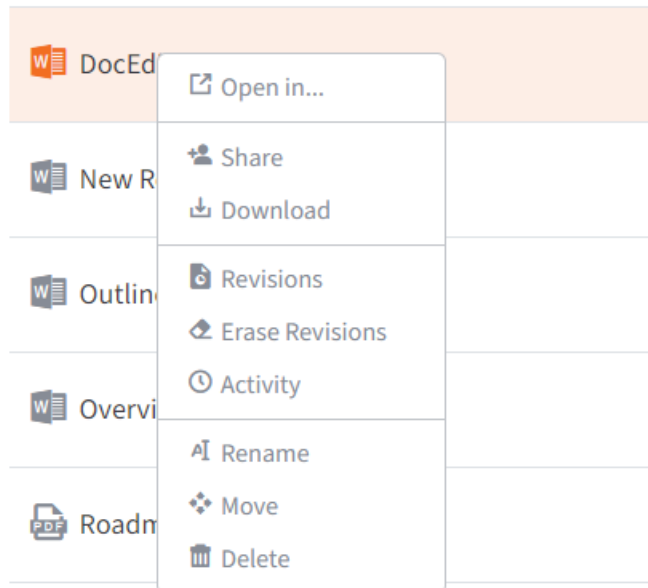 DocEd
Open in...
Share
New R
Download
Revisions
Outlin
Erase Revisions
Activity
Overvi
Rename
Move
Roadm
Delete